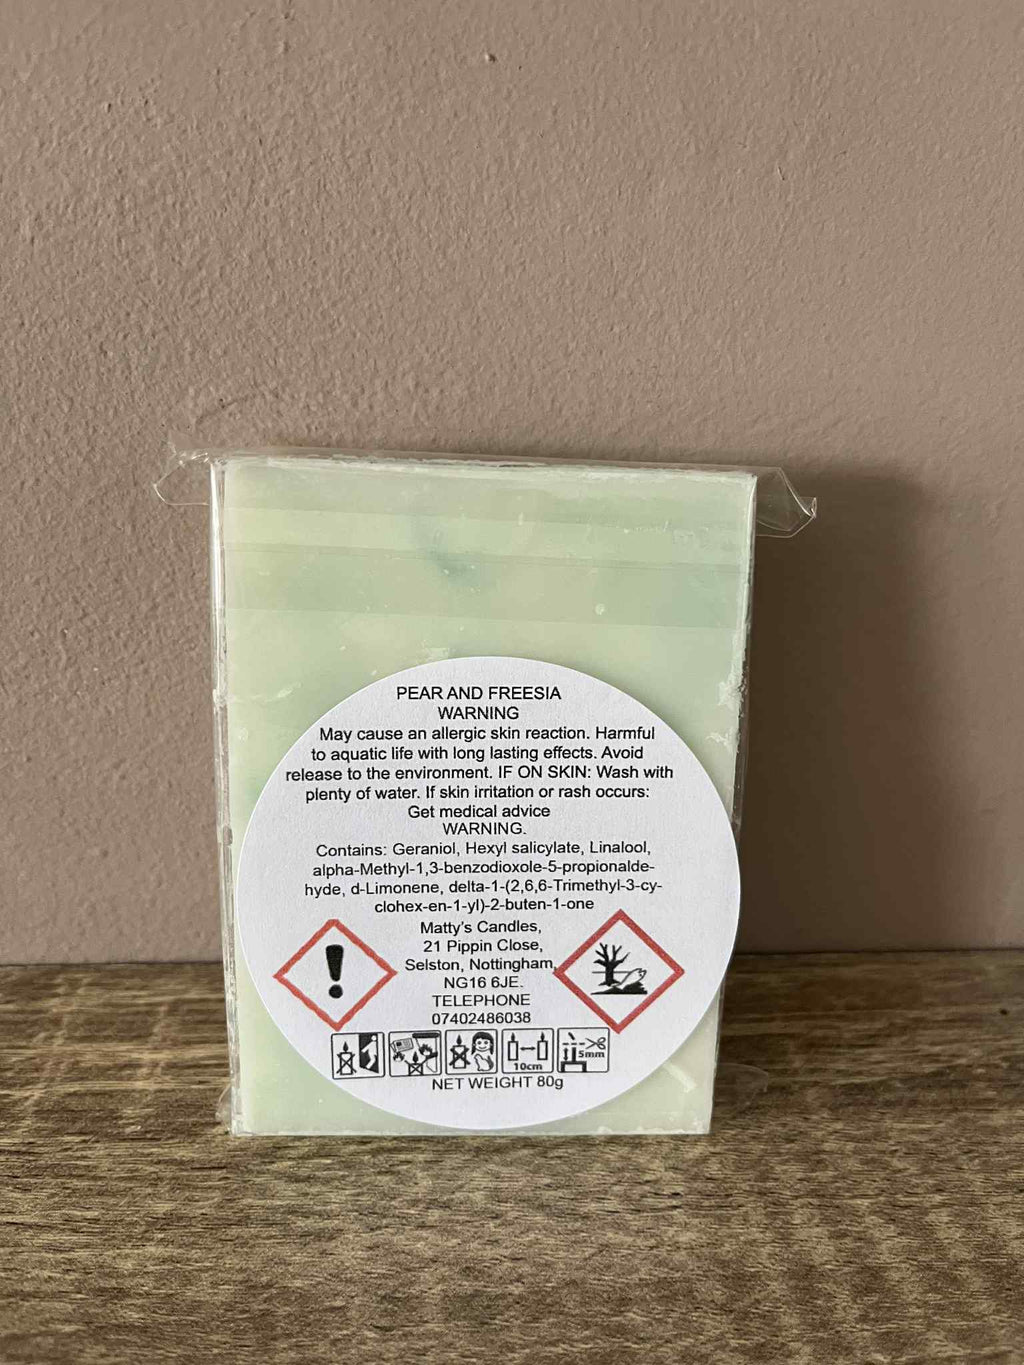 PEAR AND FREESIA
WARNING
May cause an allergic skin reaction. Harmful
to aquatic life with long lasting effects. Avoid
release to the environment. IF ON SKIN: Wash with
plenty of water. If skin irritation or rash occurs:
Get medical advice
WARNING.
Contains: Geraniol, Hexyl salicylate, Linalool,
alpha-Methyl-1,3-benzodioxole-5-propionalde-
hyde, d-Limonene, delta-1-(2,6,6-Trimethyl-3-cy-
clohex-en-1-yl)-2-buten-1-one
Matty's Candles,
21 Pippin Close,
Selston, Nottingham,
NG16 6JE.
TELEPHONE
07402486038
10cm
5mm
NET WEIGHT 80g